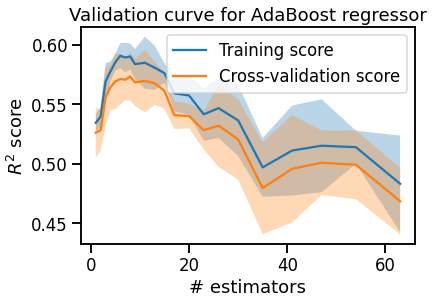 Validation curve for AdaBoost regressor
Training score
Cross-validation score
R² score
0.60
0.55
0.50
0.45
0
20
40
60
# estimators